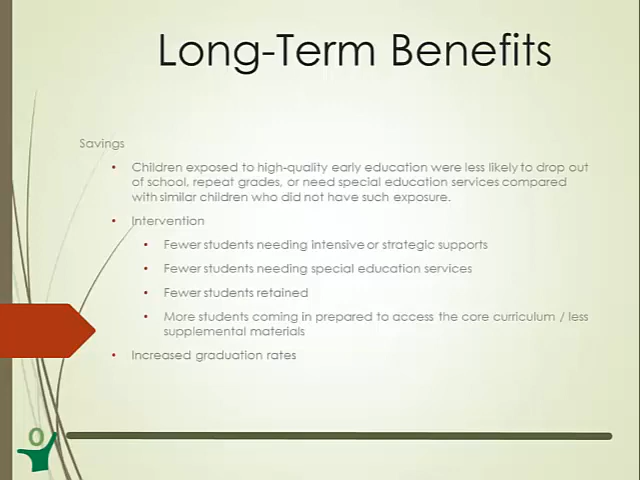 Long-Term Benefits
Savings
• Children exposed to high-quality early education were less likely to drop out
of school, repeat grades, or need special education services compared
with similar children who did not have such exposure.
• Intervention
• Fewer students needing intensive or strategic supports
• Fewer students needing special education services
• Fewer students retained
• More students coming in prepared to access the core curriculum / less
supplemental materials
• Increased graduation rates